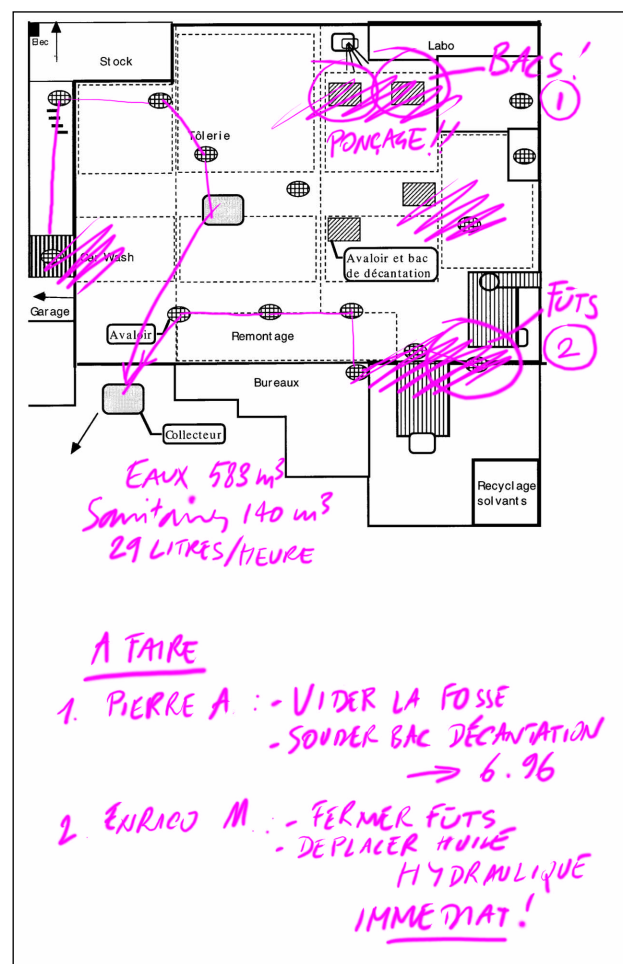 Elec
Stock
Labo
BACS!
1
Tôlerie
PONÇAGE!!
Car Wash
Avaloir et bac
de décantation
Garage
Avaloir
Remontage
FÛTS
2
Bureaux
Collecteur
Recyclage
solvants
EAUX 583 m³
Sanitaires 140 m³
29 LITRES/HEURE
A FAIRE
1. PIERRE A : - VIDER LA FOSSE
- SOUDER BAC DÉCANTATION
→ 6.96
2 ENRICO M. : - FERMER FÛTS
- DEPLACER HUILE
HYDRAULIQUE
IMMEDIAT!